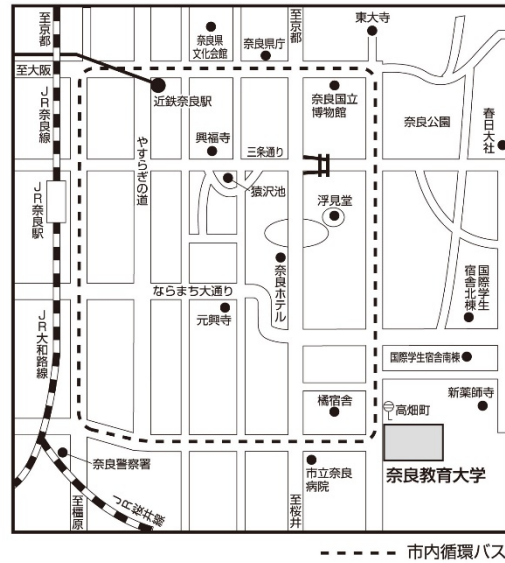 至京都
至京都
東大寺
奈良県
文化会館
奈良県庁
至大阪
近鉄奈良駅
奈良国立
博物館
奈良公園
春日大社
JR奈良線
やすらぎの道
興福寺
三条通り
猿沢池
浮見堂
JR奈良駅
奈良ホテル
国際学生
宿舎北棟
ならまち大通り
元興寺
JR大和路線
国際学生宿舎南棟
橘宿舎
高畑町
新薬師寺
奈良警察署
市立奈良
病院
奈良教育大学
至橿原
JR桜井線
至桜井
市内循環バス